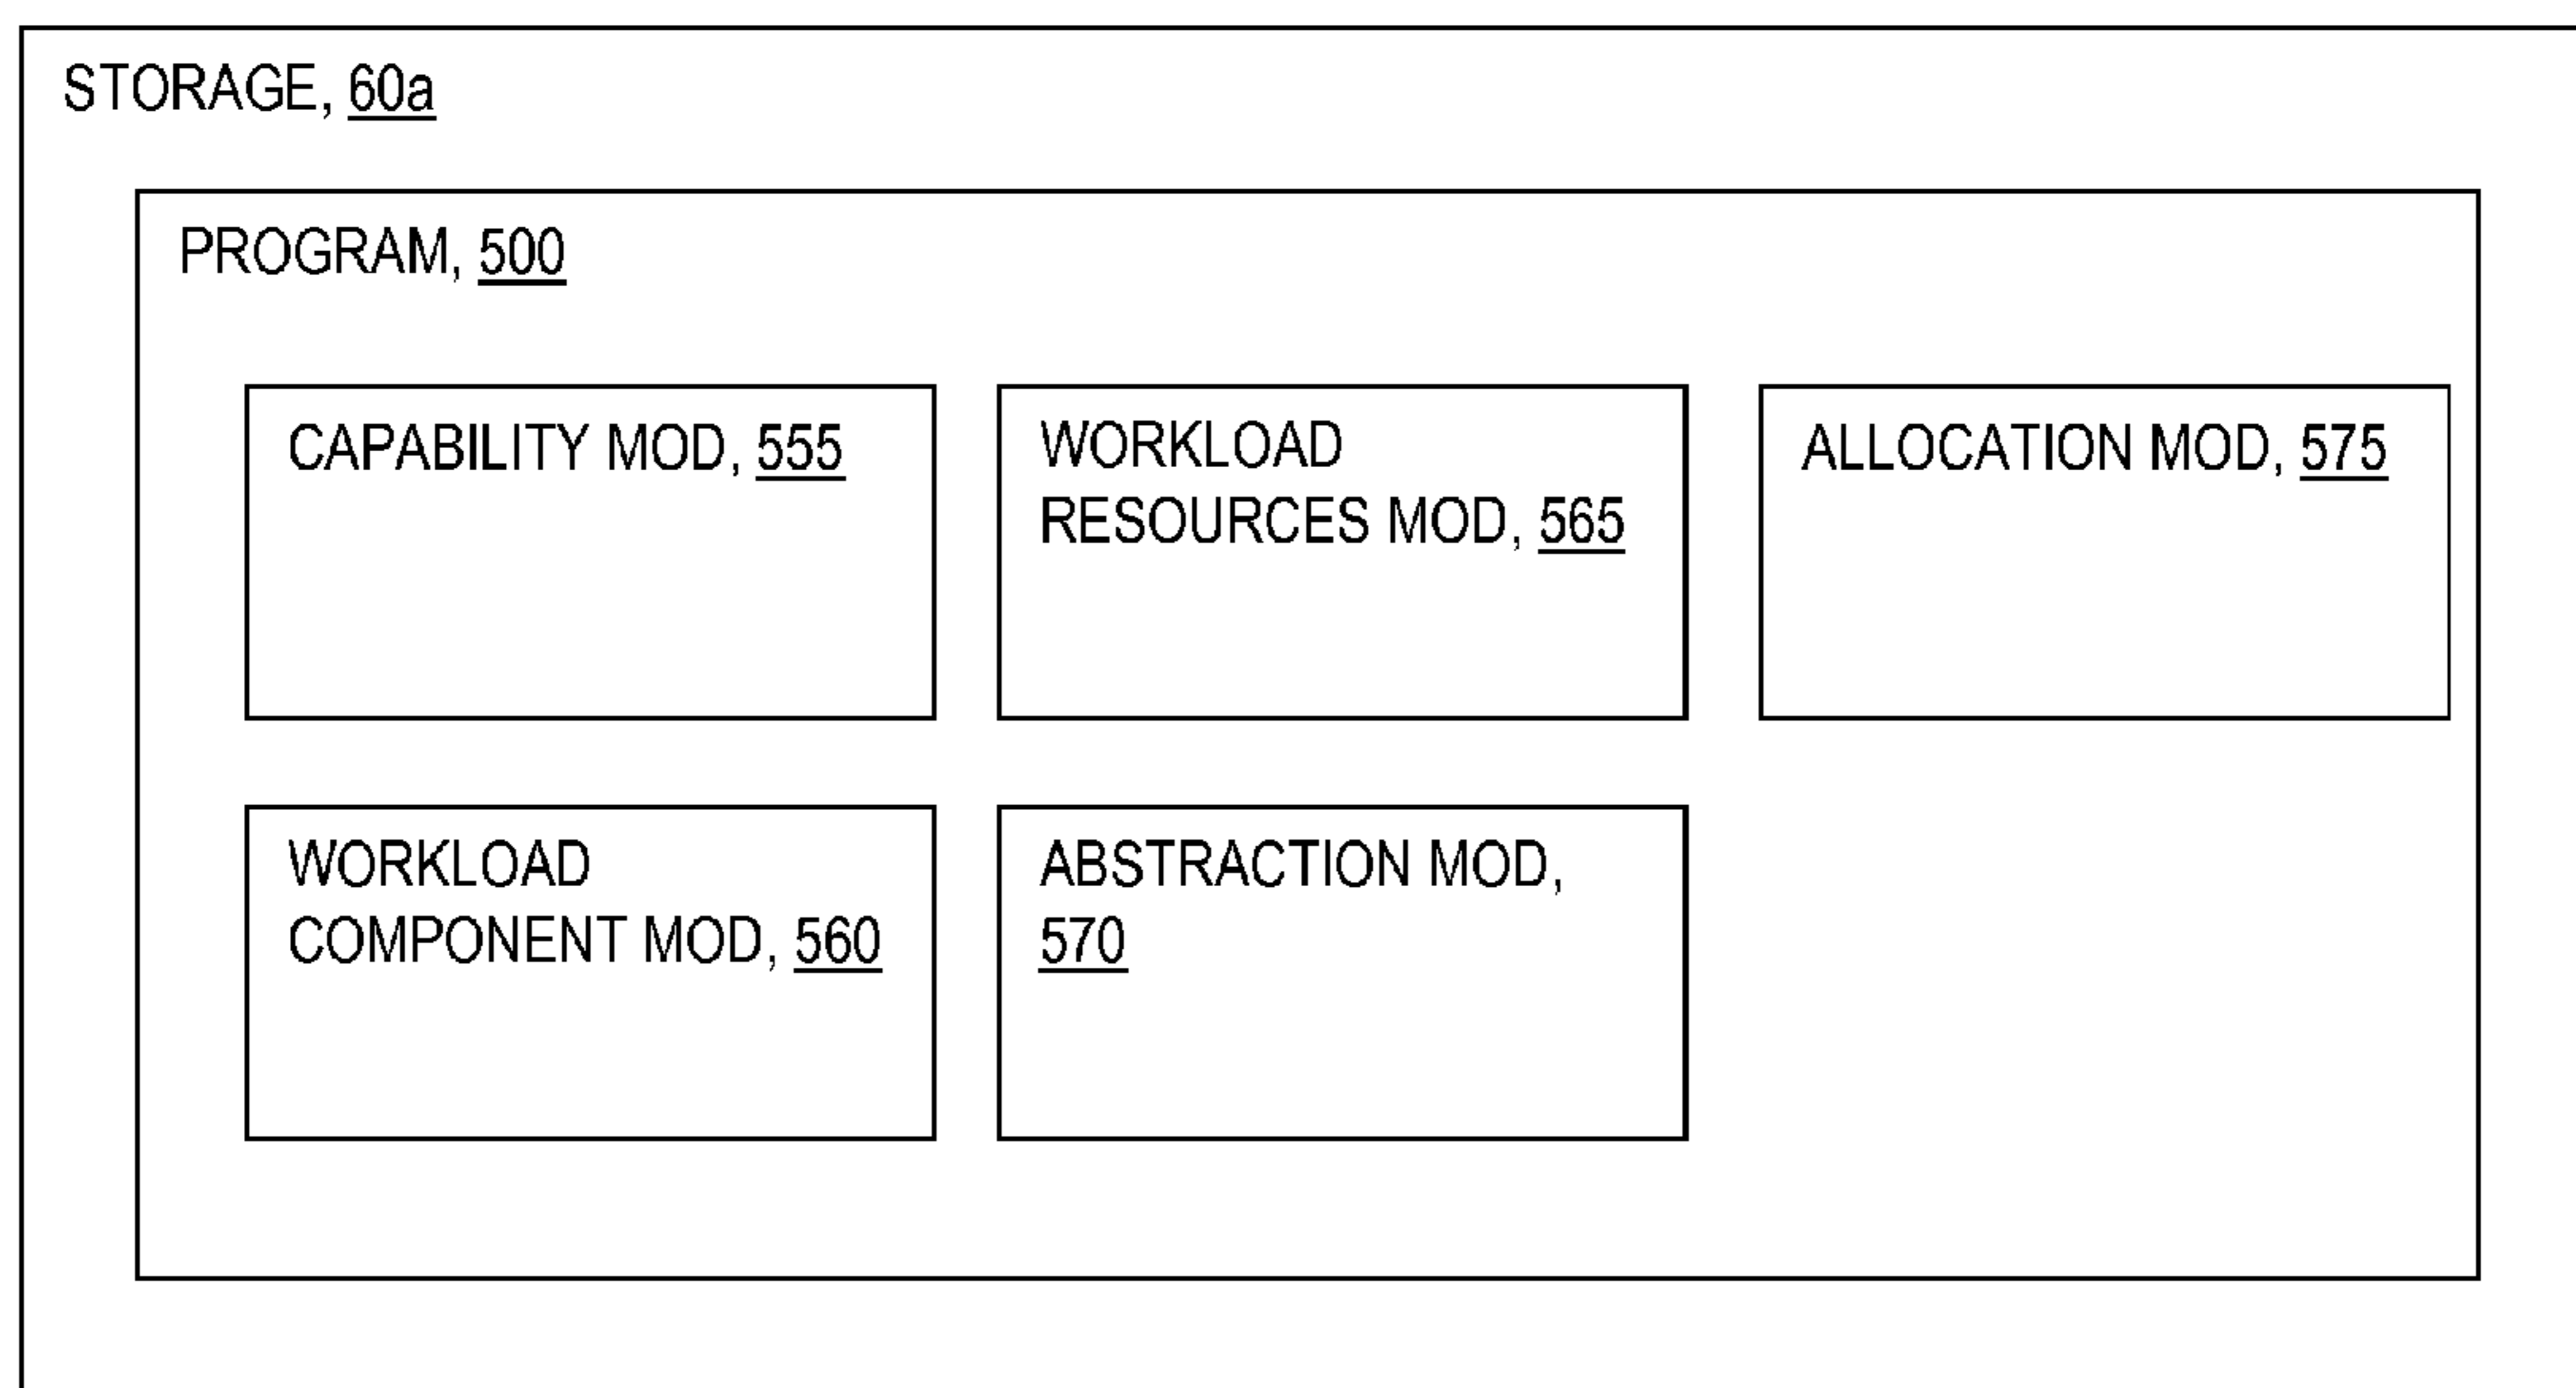 STORAGE, 60a
PROGRAM, 500
CAPABILITY MOD, 555
WORKLOAD
RESOURCES MOD, 565
ALLOCATION MOD, 575
WORKLOAD
COMPONENT MOD, 560
ABSTRACTION MOD,
570